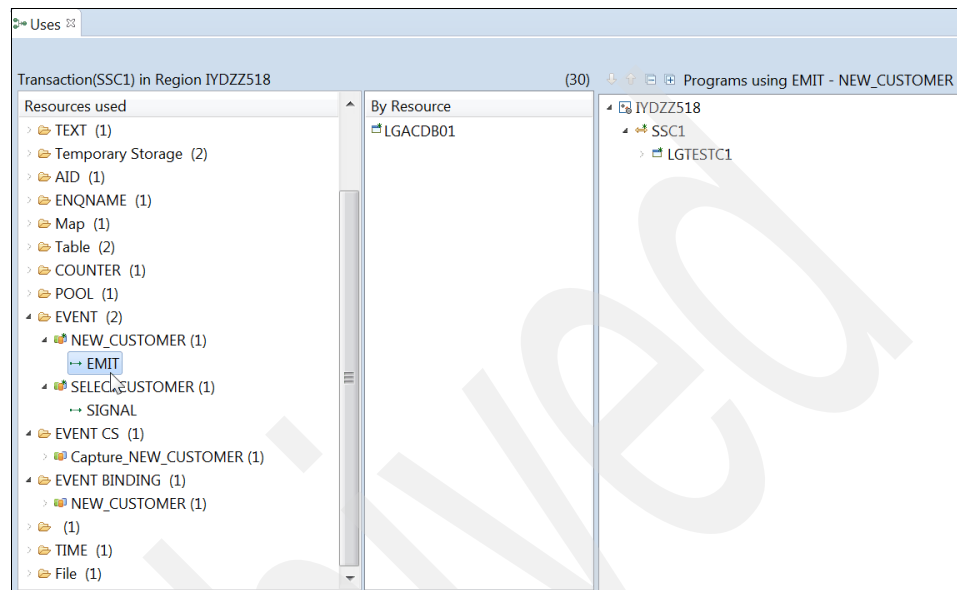 Uses
Transaction(SSC1) in Region IYDZZ518 (30) Programs using EMIT - NEW_CUSTOMER
Resources used
TEXT (1)
Temporary Storage (2)
AID (1)
ENQNAME (1)
Map (1)
Table (2)
COUNTER (1)
POOL (1)
EVENT (2)
NEW_CUSTOMER (1)
EMIT
SELECT_CUSTOMER (1)
SIGNAL
EVENT CS (1)
Capture_NEW_CUSTOMER (1)
EVENT BINDING (1)
NEW_CUSTOMER (1)
(1)
TIME (1)
File (1)
By Resource
LGACDB01
IYDZZ518
SSC1
LGTESTC1